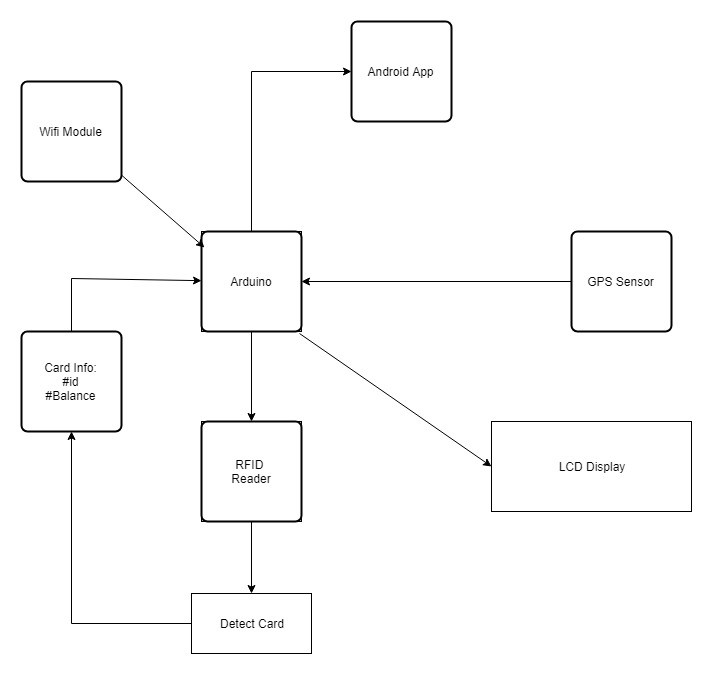 Android App
Wifi Module
Arduino
GPS Sensor
Card Info:
#id
#Balance
RFID
Reader
LCD Display
Detect Card